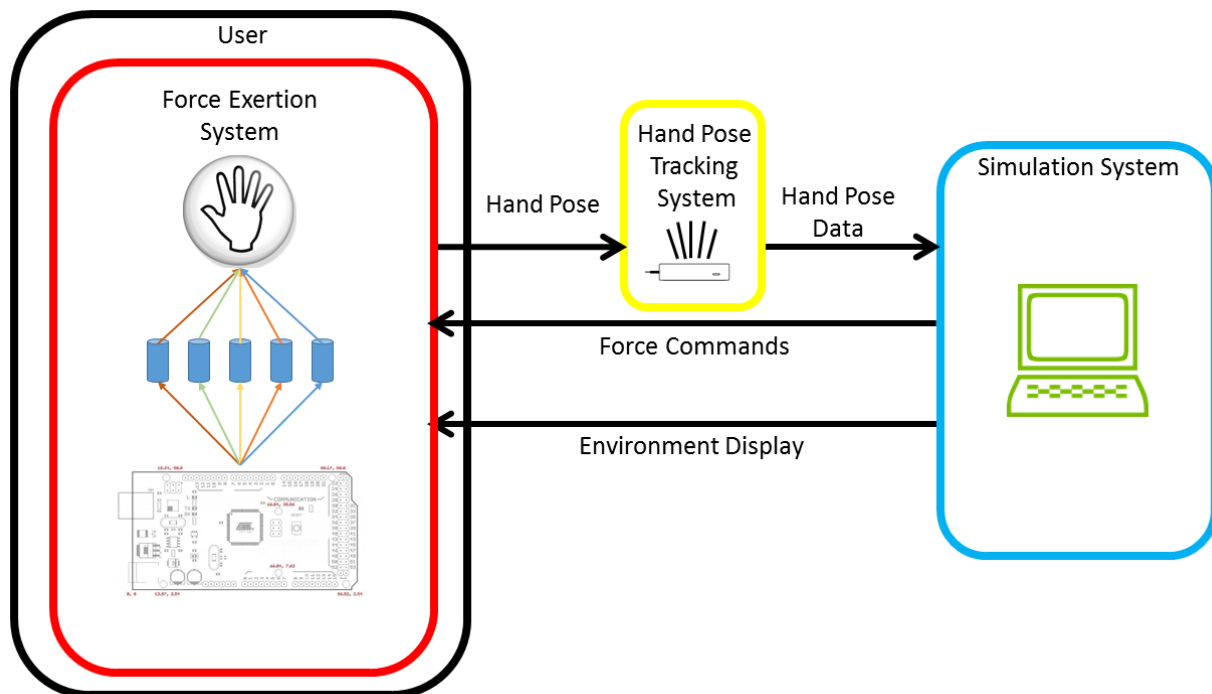 User
Force Exertion
System
Hand Pose
Hand Pose
Tracking
System
Hand Pose
Data
Simulation System
Force Commands
Environment Display